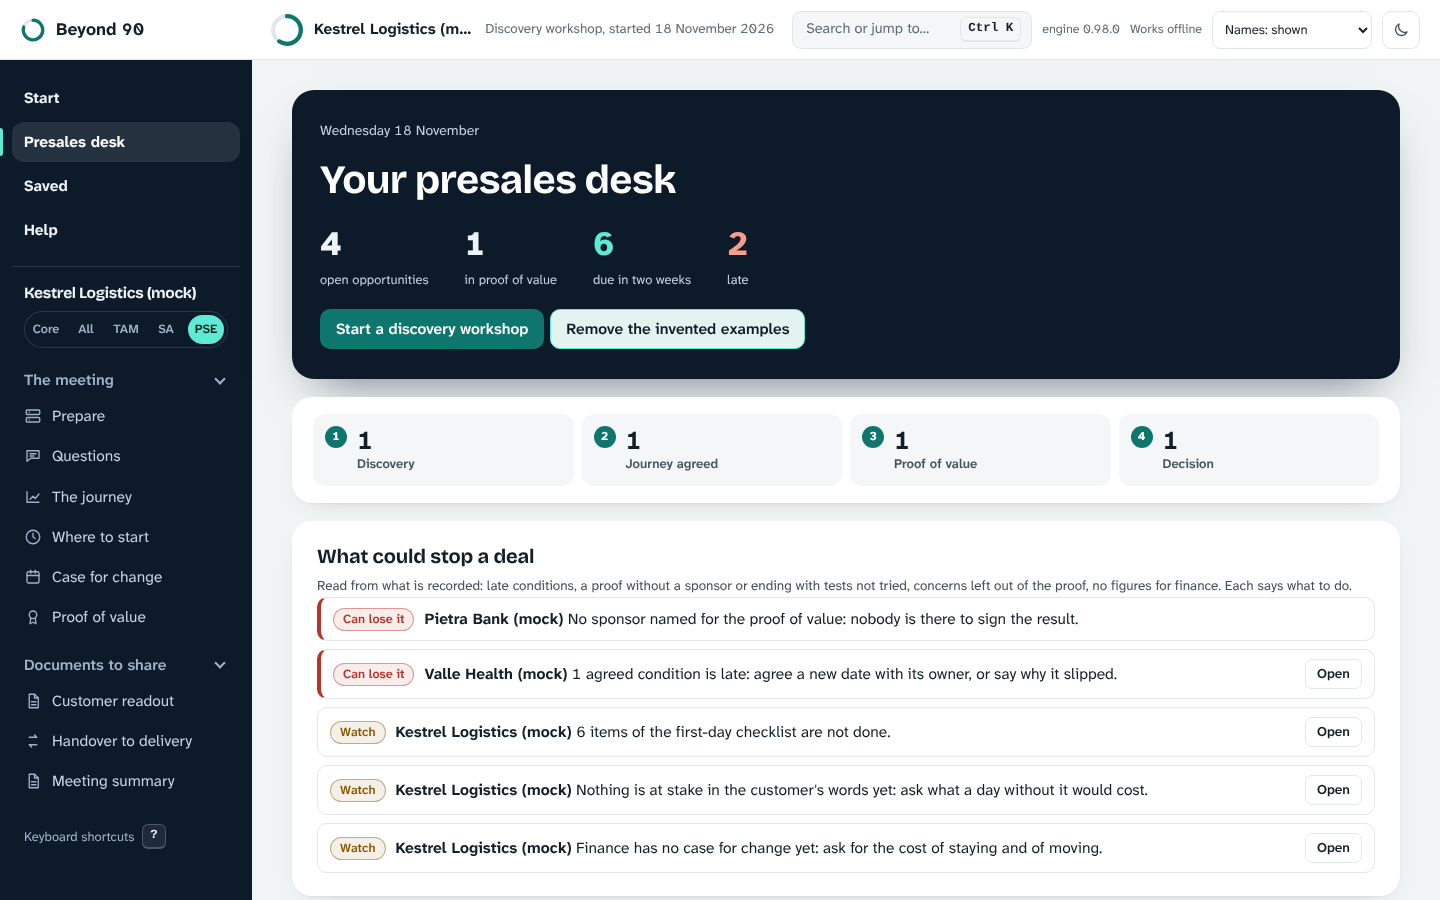 Beyond 90
Kestrel Logistics (m...
Discovery workshop, started 18 November 2026
Search or jump to...
Ctrl K
engine 0.98.0
Works offline
Names: shown
Start
Presales desk
Saved
Help
Kestrel Logistics (mock)
Core All TAM SA PSE
The meeting
Prepare
Questions
The journey
Where to start
Case for change
Proof of value
Documents to share
Customer readout
Handover to delivery
Meeting summary
Keyboard shortcuts ?
Wednesday 18 November
Your presales desk
4 1 6 2
open opportunities in proof of value due in two weeks late
Start a discovery workshop Remove the invented examples
1 1 2 1 3 1 4 1
Discovery Journey agreed Proof of value Decision
What could stop a deal
Read from what is recorded: late conditions, a proof without a sponsor or ending with tests not tried, concerns left out of the proof, no figures for finance. Each says what to do.
Can lose it Pietra Bank (mock) No sponsor named for the proof of value: nobody is there to sign the result.
Can lose it Valle Health (mock) 1 agreed condition is late: agree a new date with its owner, or say why it slipped. Open
Watch Kestrel Logistics (mock) 6 items of the first-day checklist are not done. Open
Watch Kestrel Logistics (mock) Nothing is at stake in the customer's words yet: ask what a day without it would cost. Open
Watch Kestrel Logistics (mock) Finance has no case for change yet: ask for the cost of staying and of moving. Open